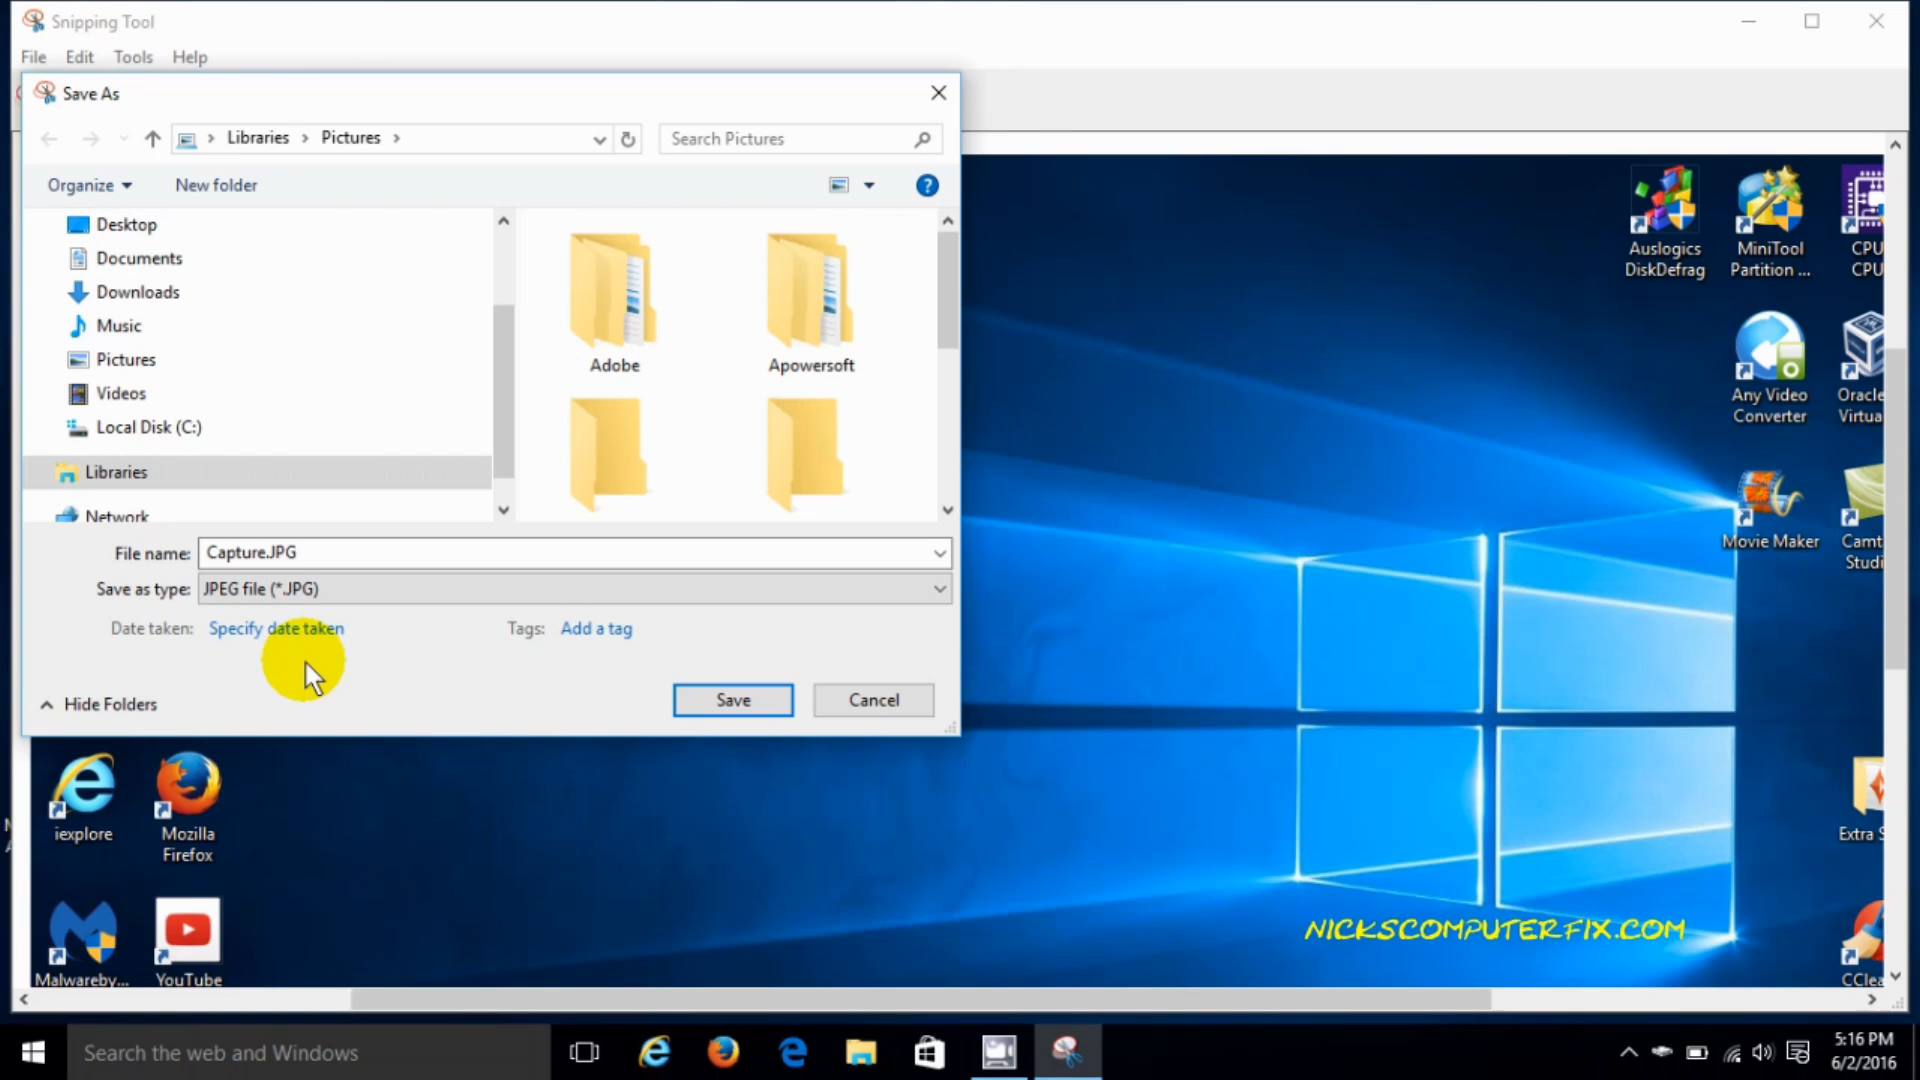 Snipping Tool
File Edit Tools Help
Save As
Libraries Pictures
Search Pictures
Organize New folder
Desktop
Documents
Downloads
Music
Pictures
Videos
Local Disk (C:)
Libraries
Network
Adobe
Apowersoft
File name: Capture.JPG
Save as type: JPEG file (*.JPG)
Date taken: Specify date taken Tags: Add a tag
Hide Folders
Save
Cancel
Auslogics
DiskDefrag
MiniTool
Partition ...
CPU
CPU
Any Video
Converter
Oracle
Virtua
Movie Maker
Camt
Studi
iexplore
Mozilla
Firefox
Extra S
Malwareby...
YouTube
CClea
NICKSCOMPUTERFIX.COM
Search the web and Windows
5:16 PM
6/2/2016